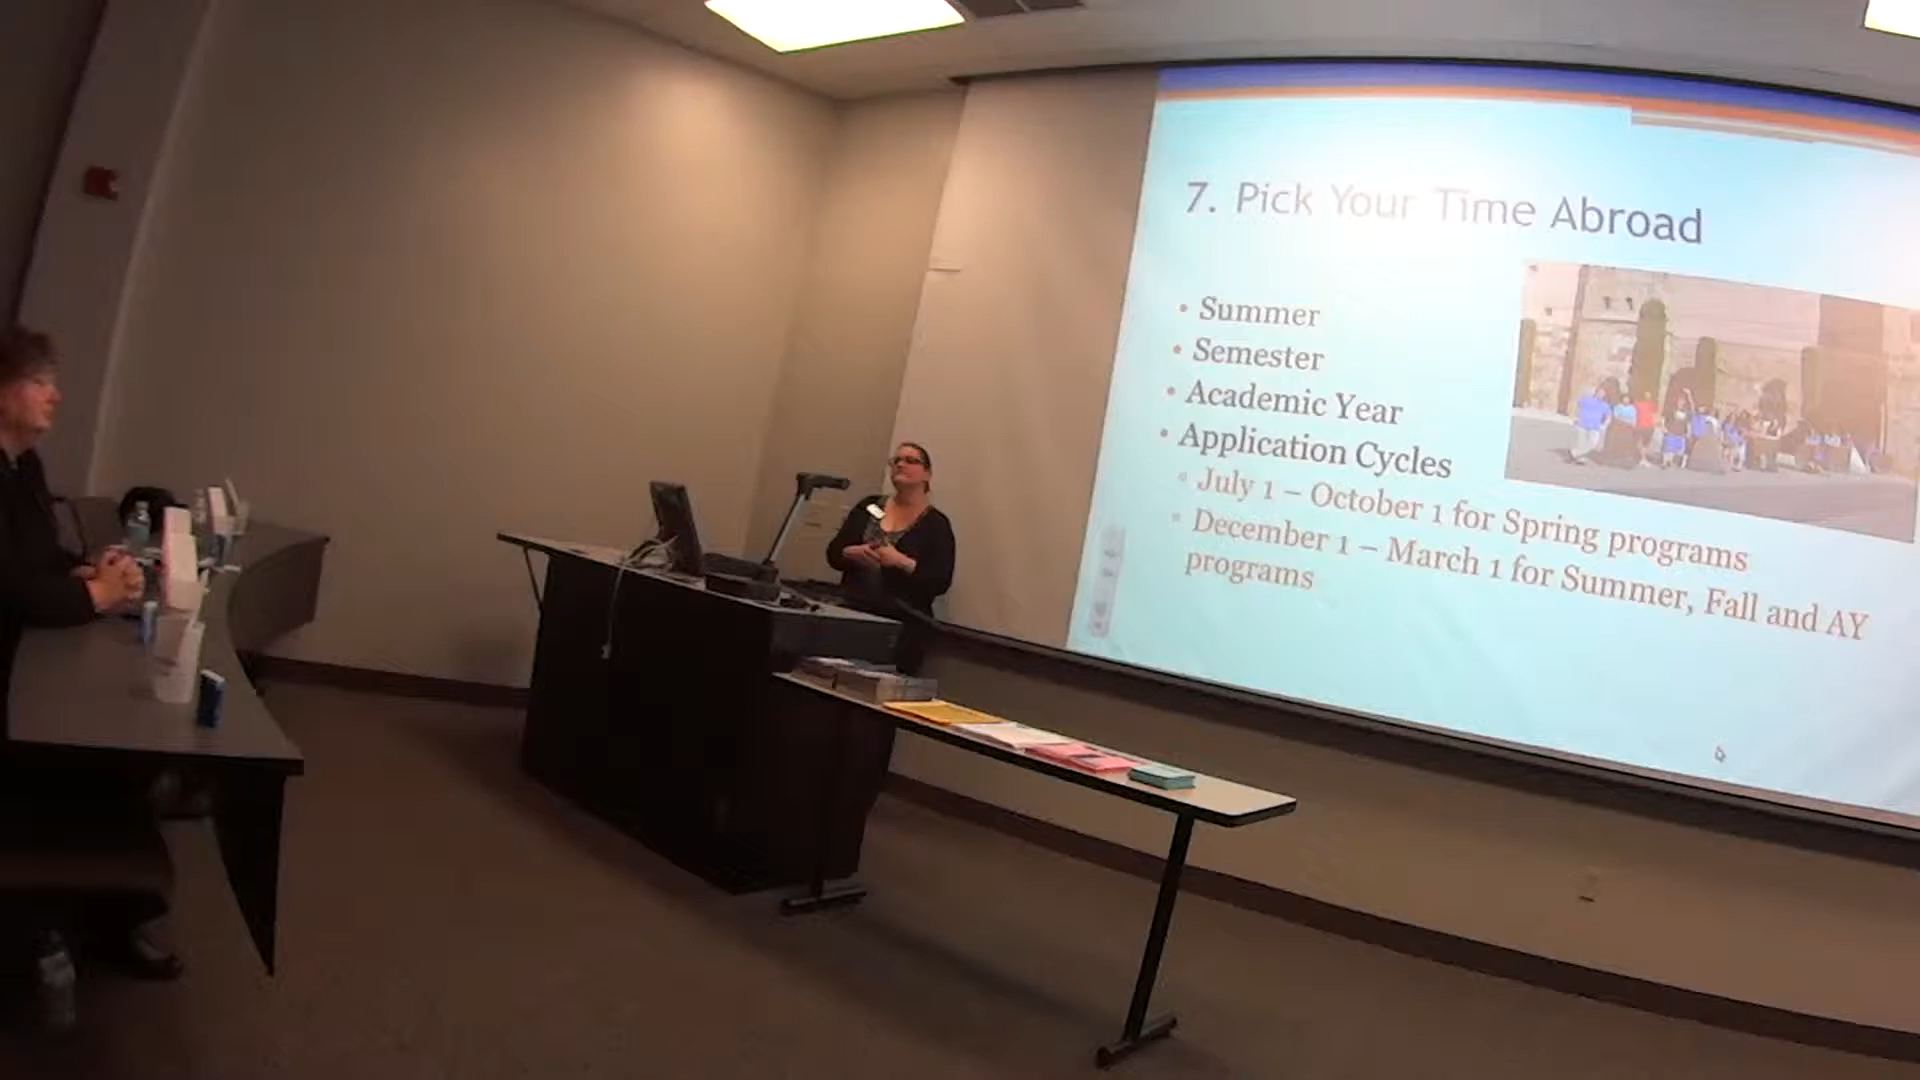 7. Pick Your Time Abroad
• Summer
• Semester
• Academic Year
• Application Cycles
July 1 – October 1 for Spring programs
December 1 – March 1 for Summer, Fall and AY
programs